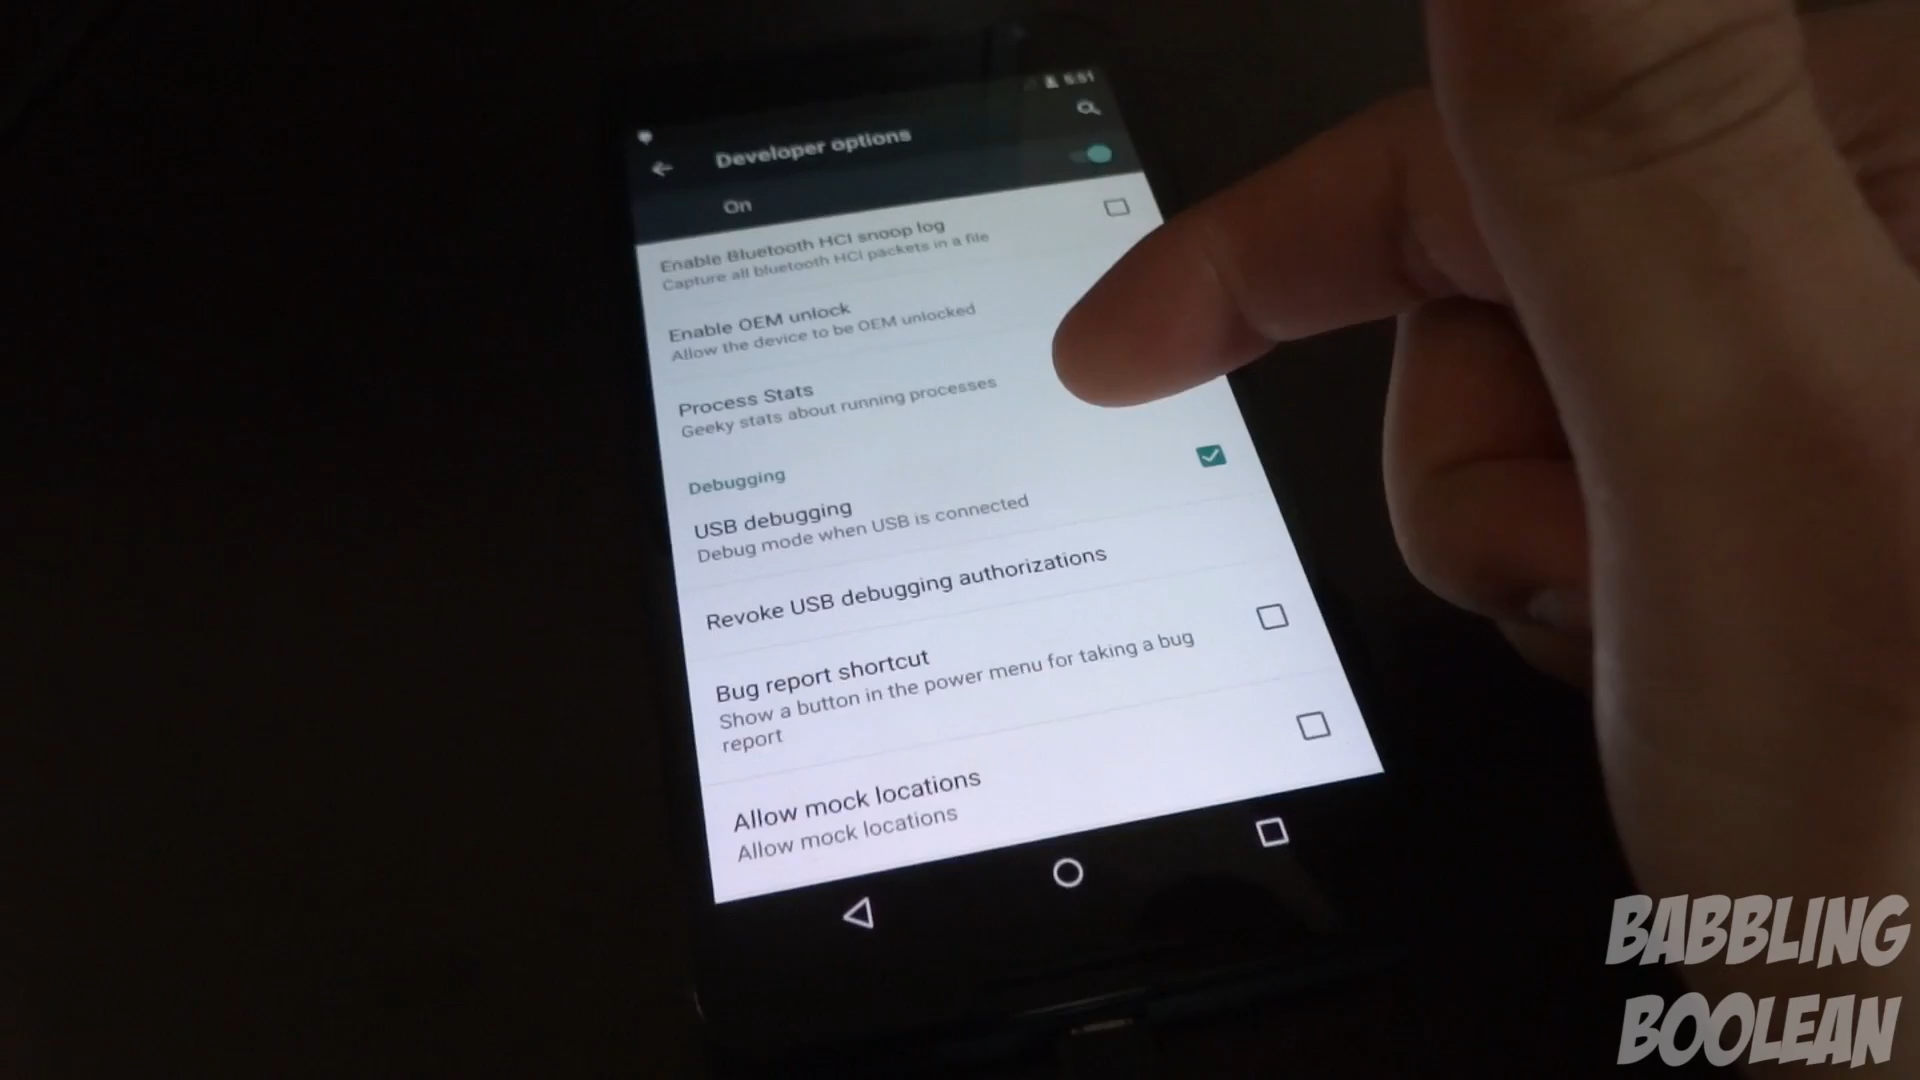 5:51
Developer options
On
Enable Bluetooth HCI snoop log
Capture all bluetooth HCI packets in a file
Enable OEM unlock
Allow the device to be OEM unlocked
Process Stats
Geeky stats about running processes
Debugging
USB debugging
Debug mode when USB is connected
Revoke USB debugging authorizations
Bug report shortcut
Show a button in the power menu for taking a bug
report
Allow mock locations
Allow mock locations
BABBLING
BOOLEAN